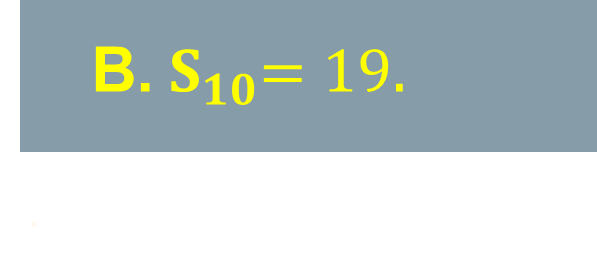 B. S₁₀= 19.